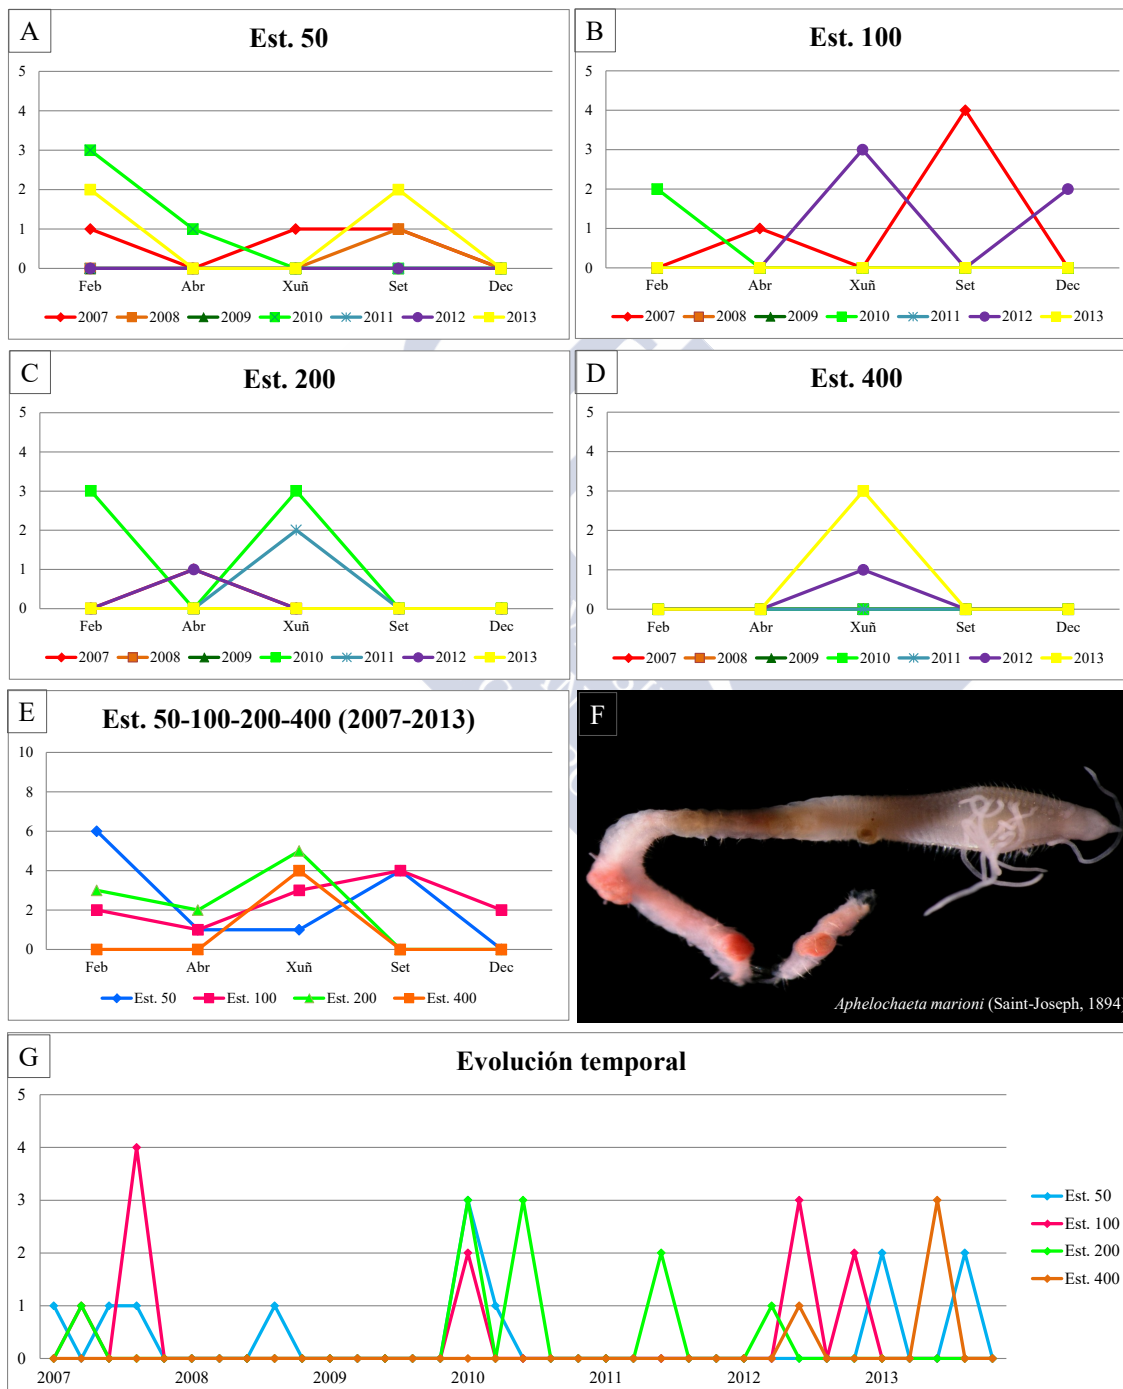 A
Est. 50
5
4
3
2
1
0
Feb
Abr
Xuñ
Set
Dec
2007
2008
2009
2010
2011
2012
2013
B
Est. 100
5
4
3
2
1
0
Feb
Abr
Xuñ
Set
Dec
2007
2008
2009
2010
2011
2012
2013
C
Est. 200
5
4
3
2
1
0
Feb
Abr
Xuñ
Set
Dec
2007
2008
2009
2010
2011
2012
2013
D
Est. 400
5
4
3
2
1
0
Feb
Abr
Xuñ
Set
Dec
2007
2008
2009
2010
2011
2012
2013
E
Est. 50-100-200-400 (2007-2013)
10
8
6
4
2
0
Feb
Abr
Xuñ
Set
Dec
Est. 50
Est. 100
Est. 200
Est. 400
F
Aphelochaeta marioni (Saint-Joseph, 1894)
G
Evolución temporal
5
4
3
2
1
0
2007
2008
2009
2010
2011
2012
2013
Est. 50
Est. 100
Est. 200
Est. 400